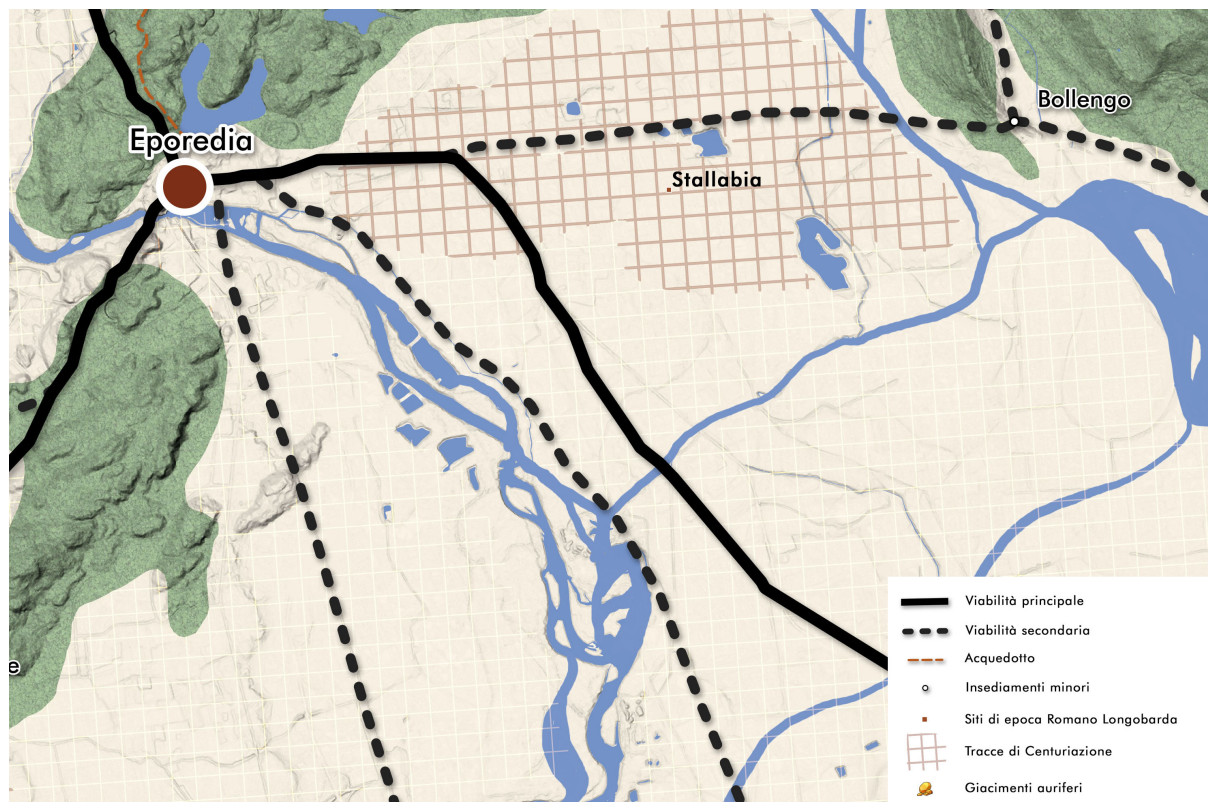 Bollengo
Eporedia
Stallabia
e
Viabilità principale
Viabilità secondaria
Acquedotto
Insediamenti minori
Siti di epoca Romano Longobarda
Tracce di Centuriazione
Giacimenti auriferi